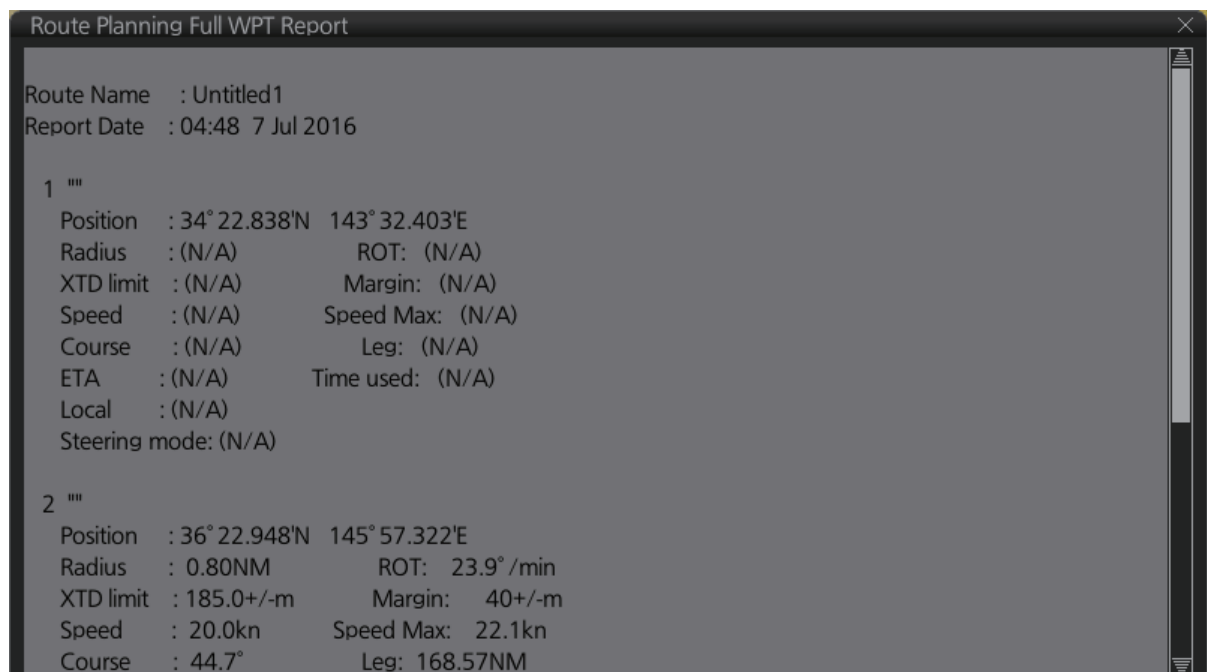 Route Planning Full WPT Report
Route Name : Untitled1
Report Date : 04:48 7 Jul 2016
1 ""
Position : 34°22.838'N 143°32.403'E
Radius : (N/A) ROT: (N/A)
XTD limit : (N/A) Margin: (N/A)
Speed : (N/A) Speed Max: (N/A)
Course : (N/A) Leg: (N/A)
ETA : (N/A) Time used: (N/A)
Local : (N/A)
Steering mode: (N/A)
2 ""
Position : 36°22.948'N 145°57.322'E
Radius : 0.80NM ROT: 23.9°/min
XTD limit : 185.0+/-m Margin: 40+/-m
Speed : 20.0kn Speed Max: 22.1kn
Course : 44.7° Leg: 168.57NM